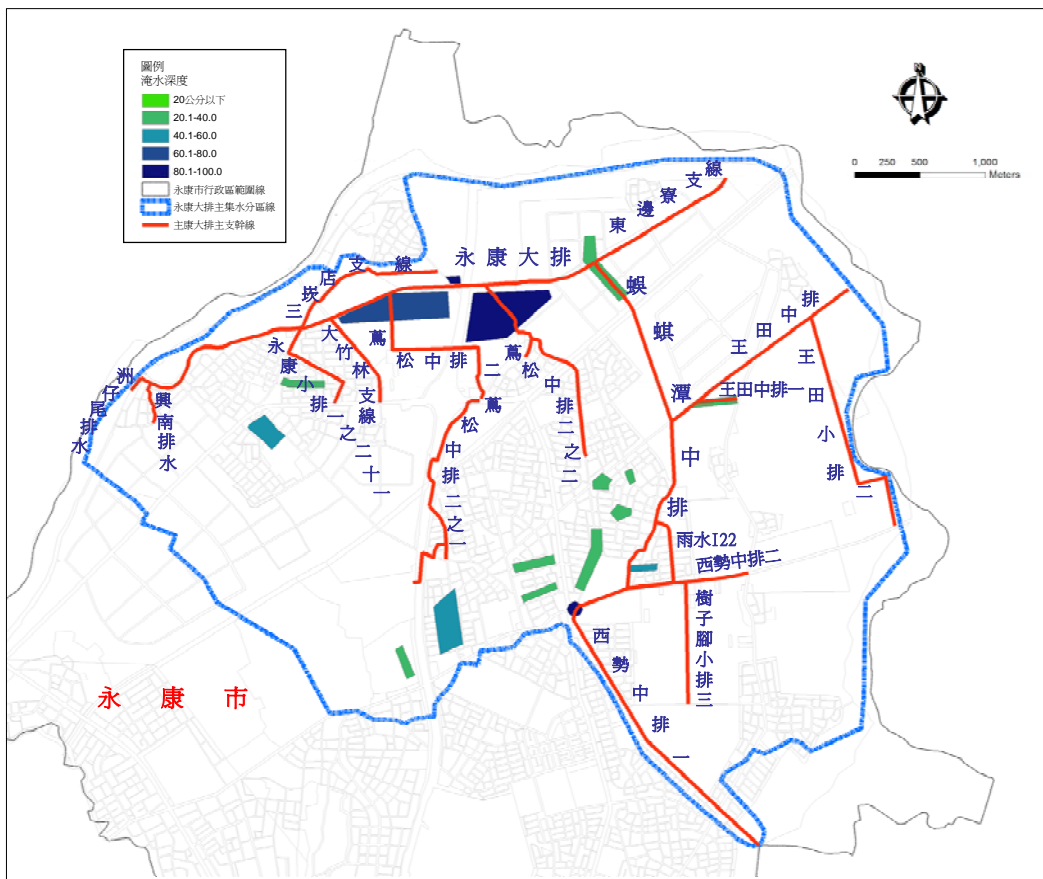 圖例
淹水深度
20公分以下
20.1-40.0
40.1-60.0
60.1-80.0
80.1-100.0
永康市行政區範圍線
永康大排主集水分區線
主康大排主支幹線
N
0 250 500 1,000
Meters
東邊寮支線
永康大排
三崁店支線
蜈蜞潭中排
王田中排
王田小排二
王田中排一
大竹林支線
蔦松中排二
蔦松中排二之二
蔦松中排二之一
永康小排一之二十一
洲仔尾排水
興南排水
雨水I22
西勢中排二
樹子腳小排三
西勢中排一
永康市